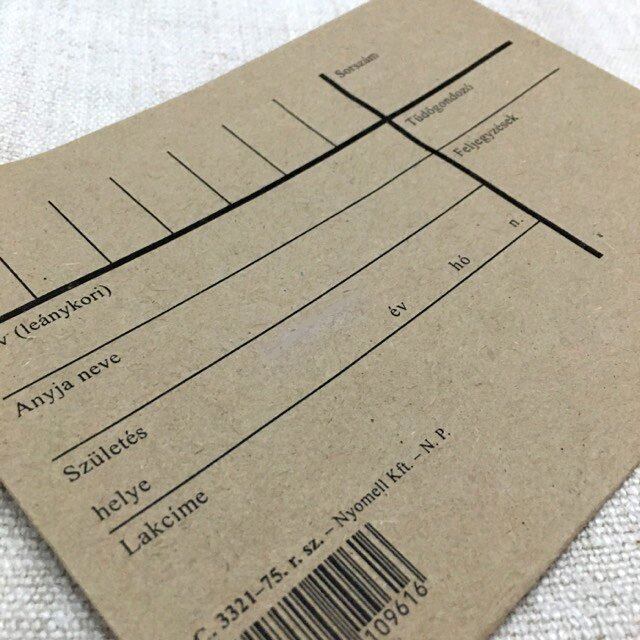 Sorszám
Tüdőgondozó
Feljegyzések
v (leánykori)
Anyja neve
Születés
helye
év hó n.
Lakcíme
C. 3321-75. r. sz. – Nyomell Kft. – N. P.
109616